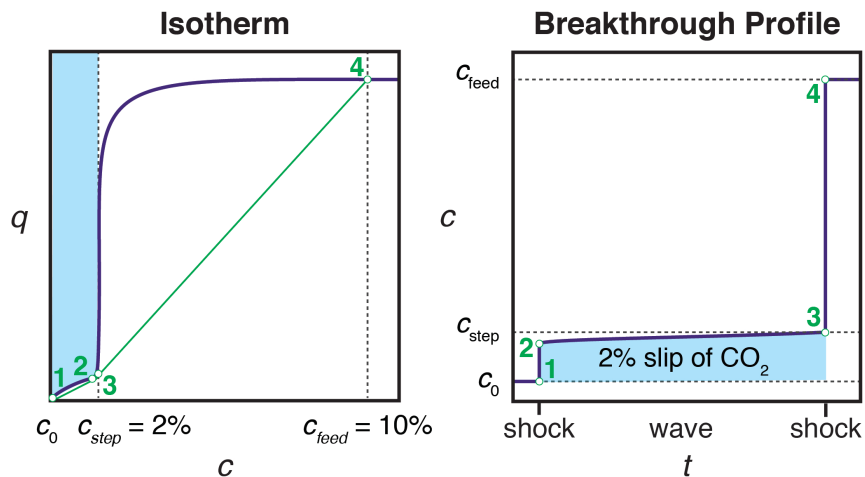 Isotherm
q
1
2
3
4
c0 cstep = 2% cfeed = 10%
c
Breakthrough Profile
cfeed
4
c
cstep
3
2
1
2% slip of CO2
c0
shock wave shock
t